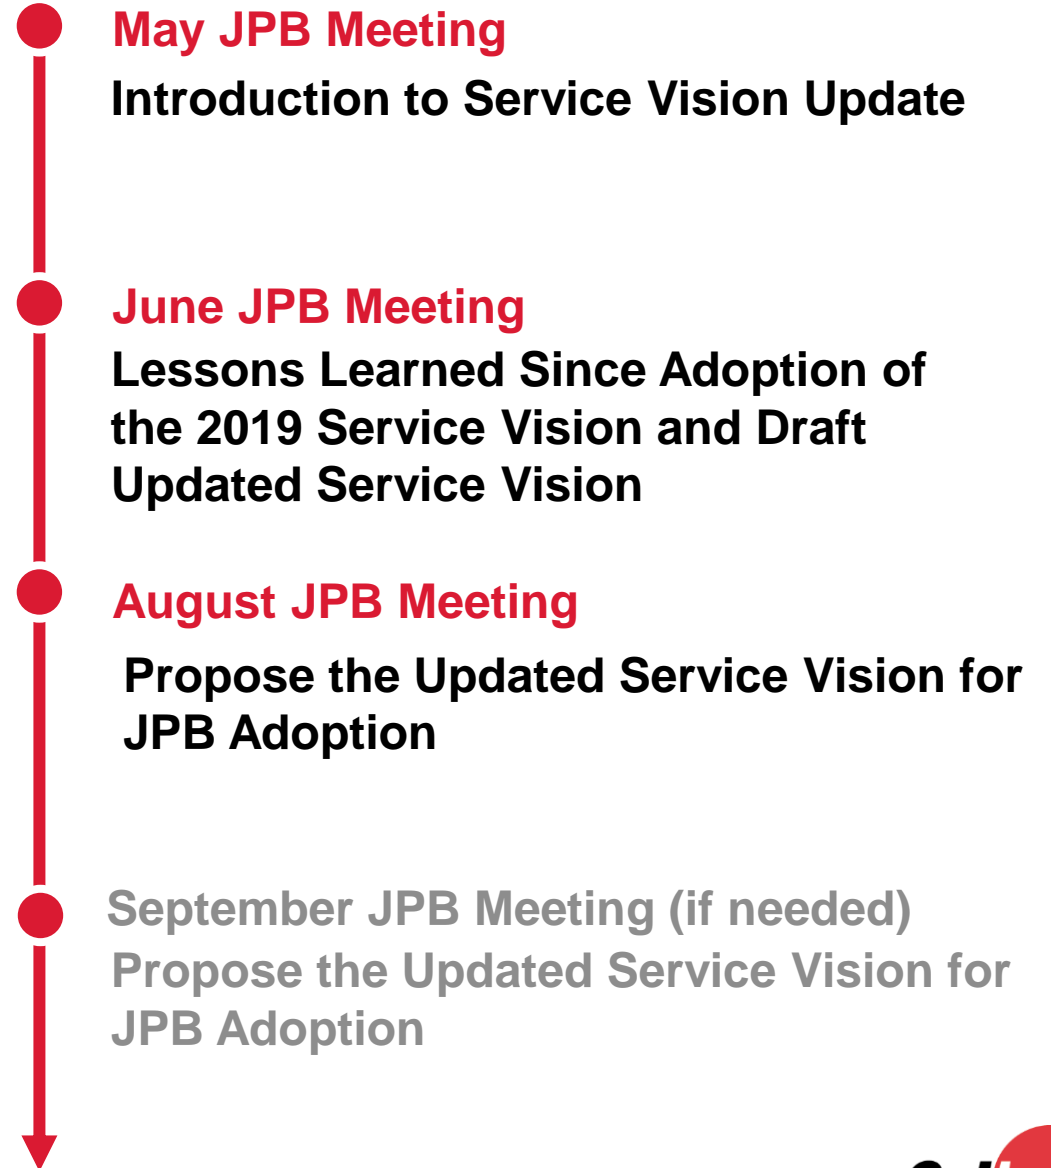 May JPB Meeting
Introduction to Service Vision Update
June JPB Meeting
Lessons Learned Since Adoption of
the 2019 Service Vision and Draft
Updated Service Vision
August JPB Meeting
Propose the Updated Service Vision for
JPB Adoption
September JPB Meeting (if needed)
Propose the Updated Service Vision for
JPB Adoption